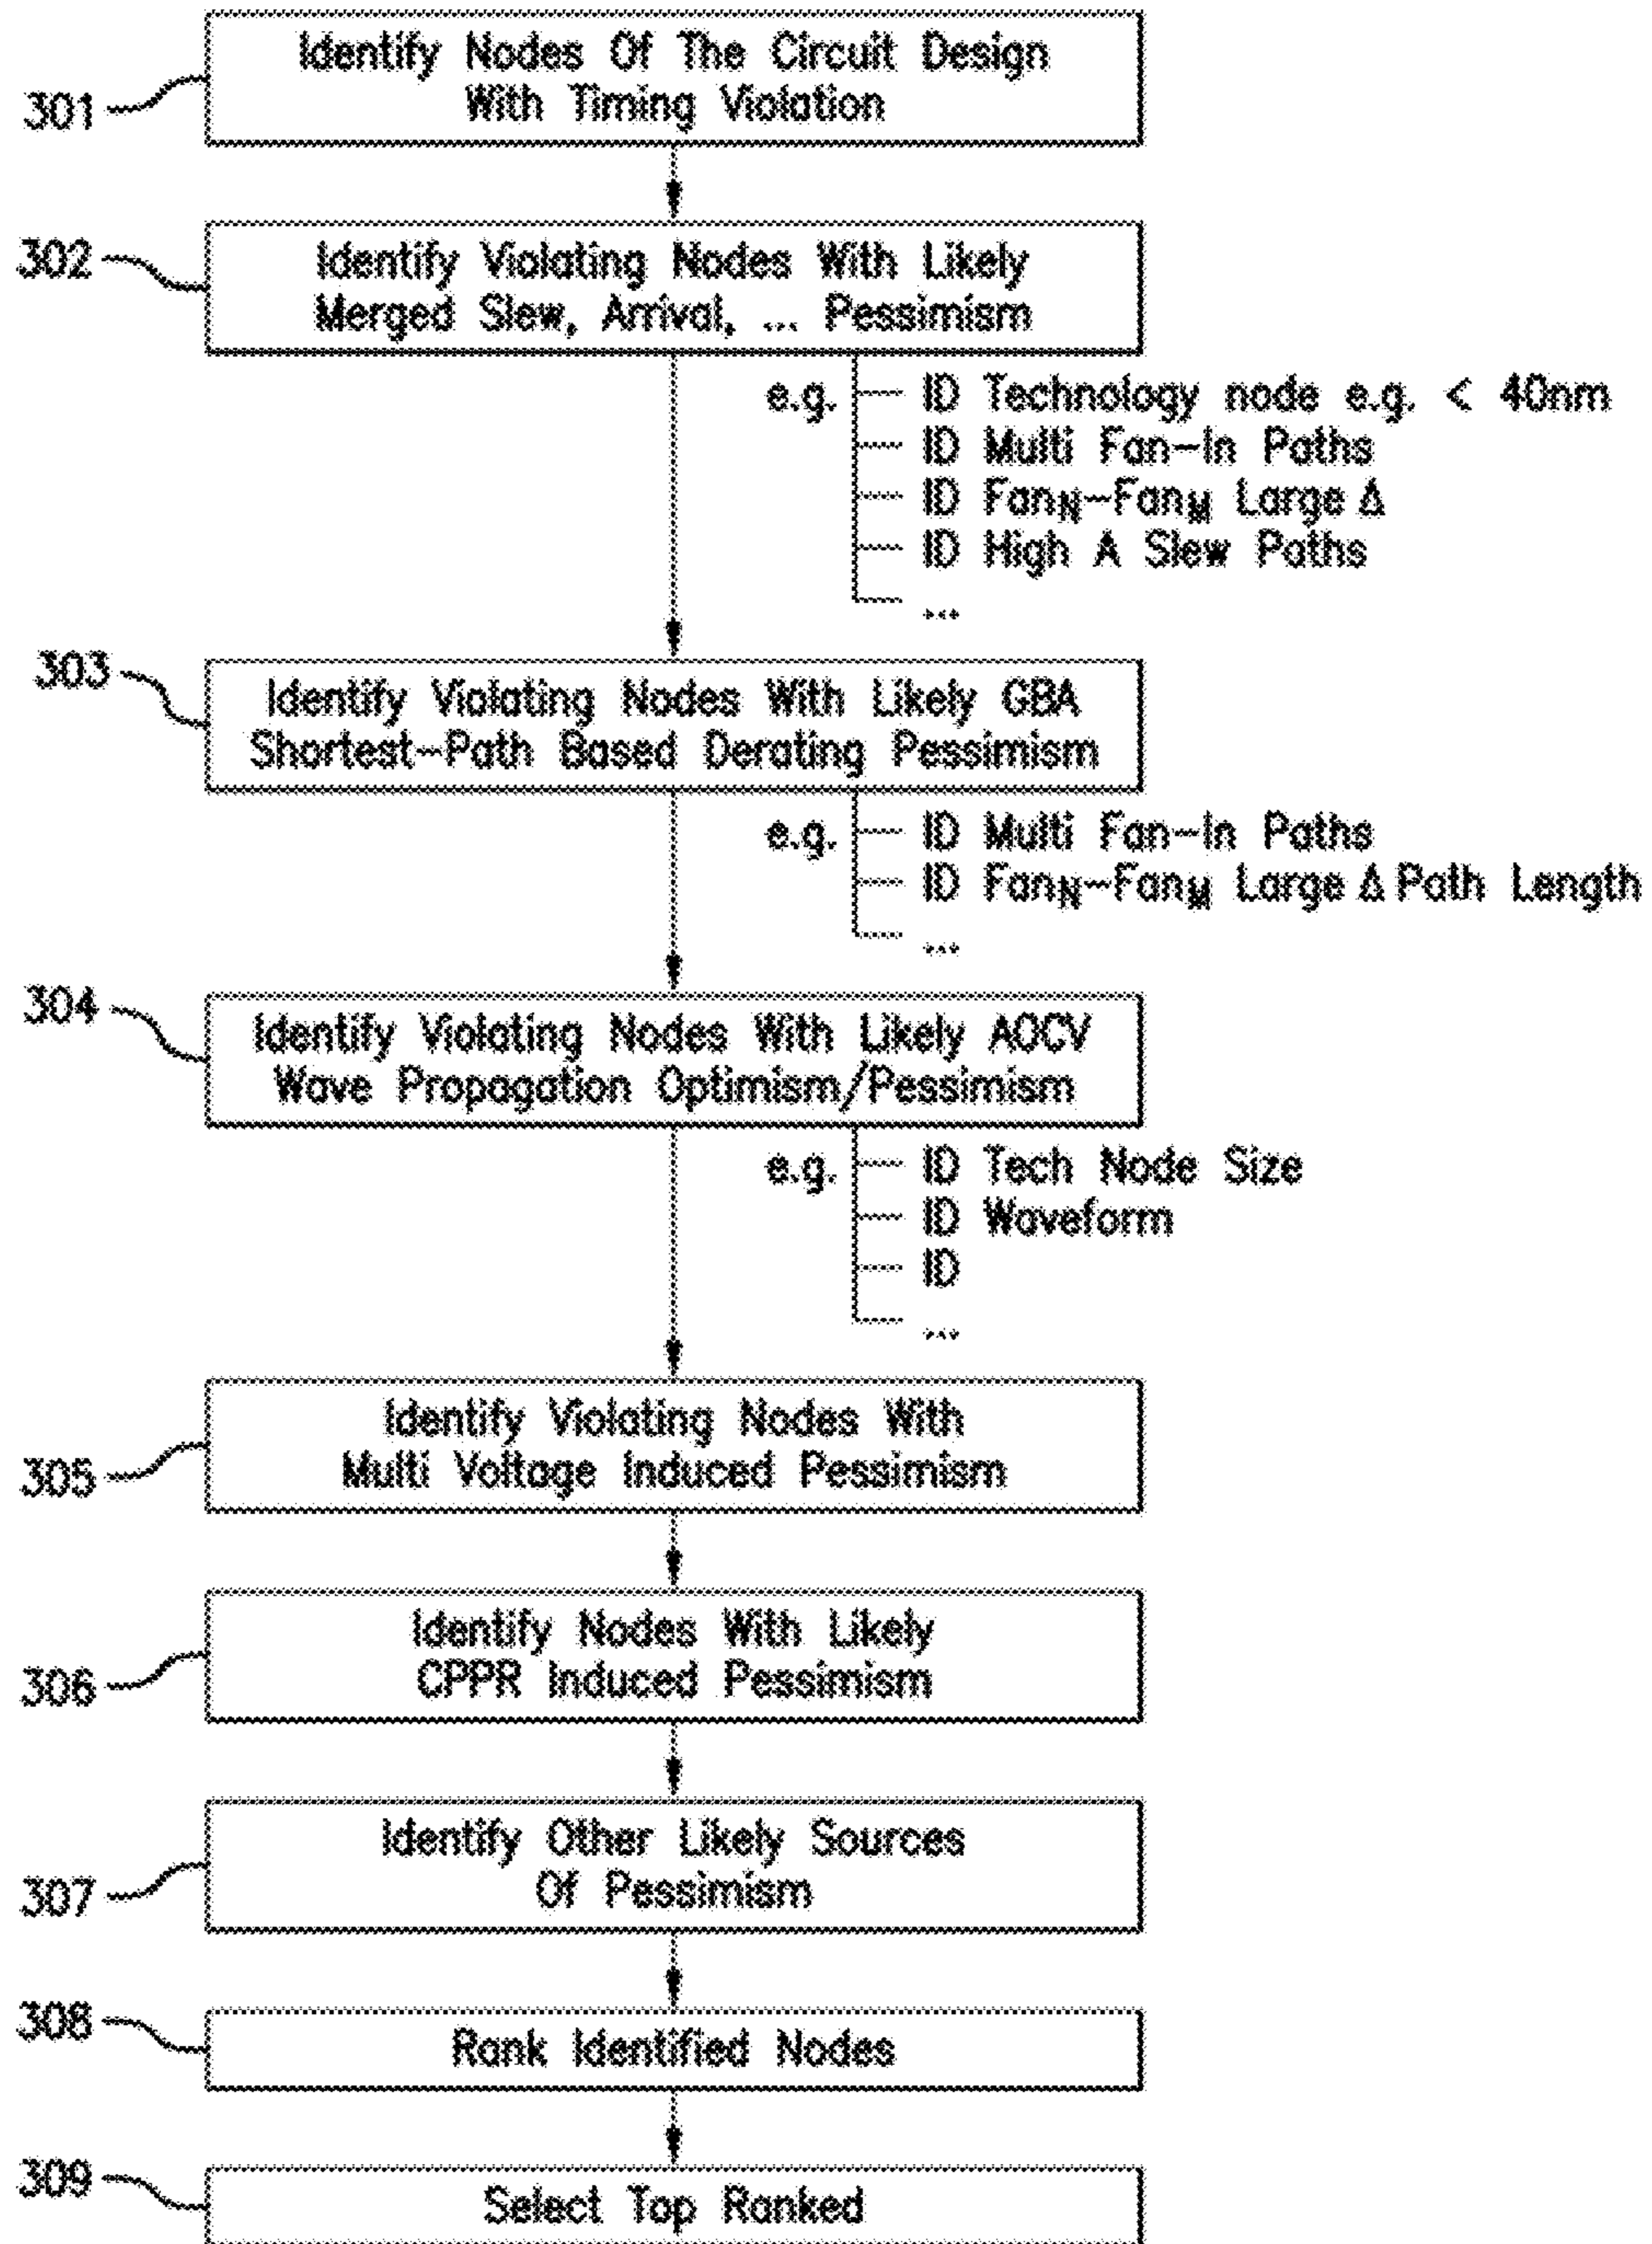 301
Identify Nodes Of The Circuit Design
With Timing Violation
302
Identify Violating Nodes With Likely
Merged Slew, Arrival, ... Pessimism
e.g.
ID Technology node e.g. < 40nm
ID Multi Fan-In Paths
ID FanN-FanM Large Δ
ID High A Slew Paths
...
303
Identify Violating Nodes With Likely GBA
Shortest-Path Based Derating Pessimism
e.g.
ID Multi Fan-In Paths
ID FanN-FanM Large Δ Path Length
...
304
Identify Violating Nodes With Likely AOCV
Wave Propagation Optimism/Pessimism
e.g.
ID Tech Node Size
ID Waveform
ID
...
305
Identify Violating Nodes With
Multi Voltage Induced Pessimism
306
Identify Nodes With Likely
CPPR Induced Pessimism
307
Identify Other Likely Sources
Of Pessimism
308
Rank Identified Nodes
309
Select Top Ranked